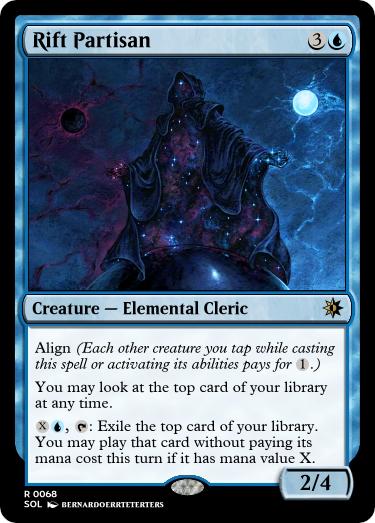 Rift Partisan 3
Creature — Elemental Cleric
Align (Each other creature you tap while casting
this spell or activating its abilities pays for 1.)
You may look at the top card of your library
at any time.
X, : Exile the top card of your library.
You may play that card without paying its
mana cost this turn if it has mana value X.
2/4
R 0068
SOL BERNARDOERRTETERTERS